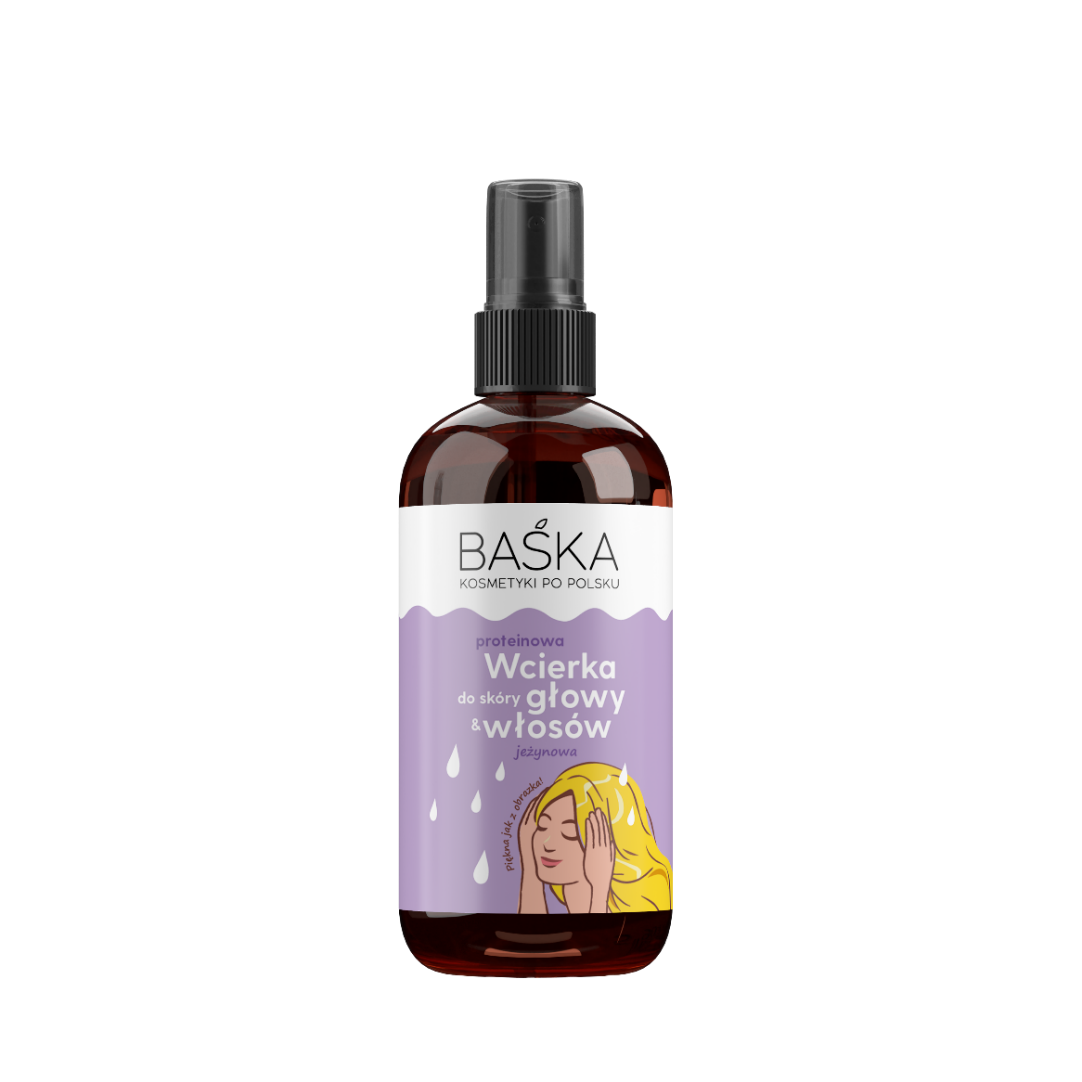 BAŚKA
KOSMETYKI PO POLSKU
proteinowa
Wcierka
do skóry głowy
& włosów
jeżynowa
piękna jak z obrazka!